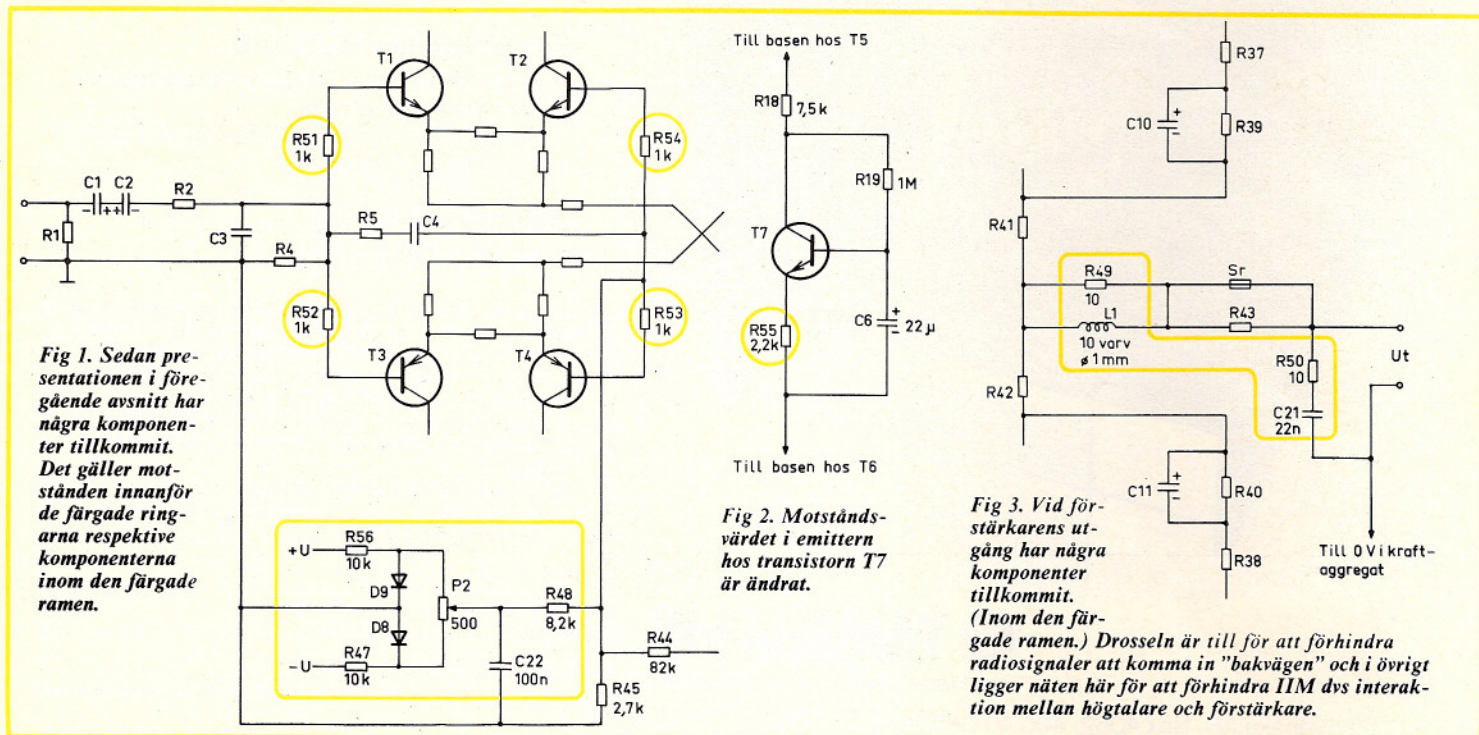 T1
T2
R51
1k
R54
1k
C1
C2
R2
- ++ -
R1
C3
R4
R5
C4
R52
1k
R53
1k
T3
T4
Fig 1. Sedan pre-
sentationen i före-
gående avsnitt har
några komponen-
ter tillkommit.
Det gäller mot-
stånden innanför
de färgade ring-
arna respektive
komponenterna
inom den färgade
ramen.
+U
R56
10k
D9
P2
500
R48
8,2k
D8
-U
R47
10k
C22
100n
R44
82k
R45
2,7k
Till basen hos T5
R18
7,5k
R19
1M
T7
R55
2,2k
C6
+
-
22µ
Till basen hos T6
Fig 2. Motstånds-
värdet i emittern
hos transistorn T7
är ändrat.
R37
C10
+
-
R39
R41
R49
10
Sr
L1
10 varv
ø 1mm
R43
R50
10
Ut
R42
C21
22n
C11
+
-
R40
R38
Till 0V i kraft-
aggregat
Fig 3. Vid för-
stärkarens ut-
gång har några
komponenter
tillkommit.
(Inom den fär-
gade ramen.) Drosseln är till för att förhindra
radiosignaler att komma in "bakvägen" och i övrigt
ligger näten här för att förhindra IIM dvs interak-
tion mellan högtalare och förstärkare.